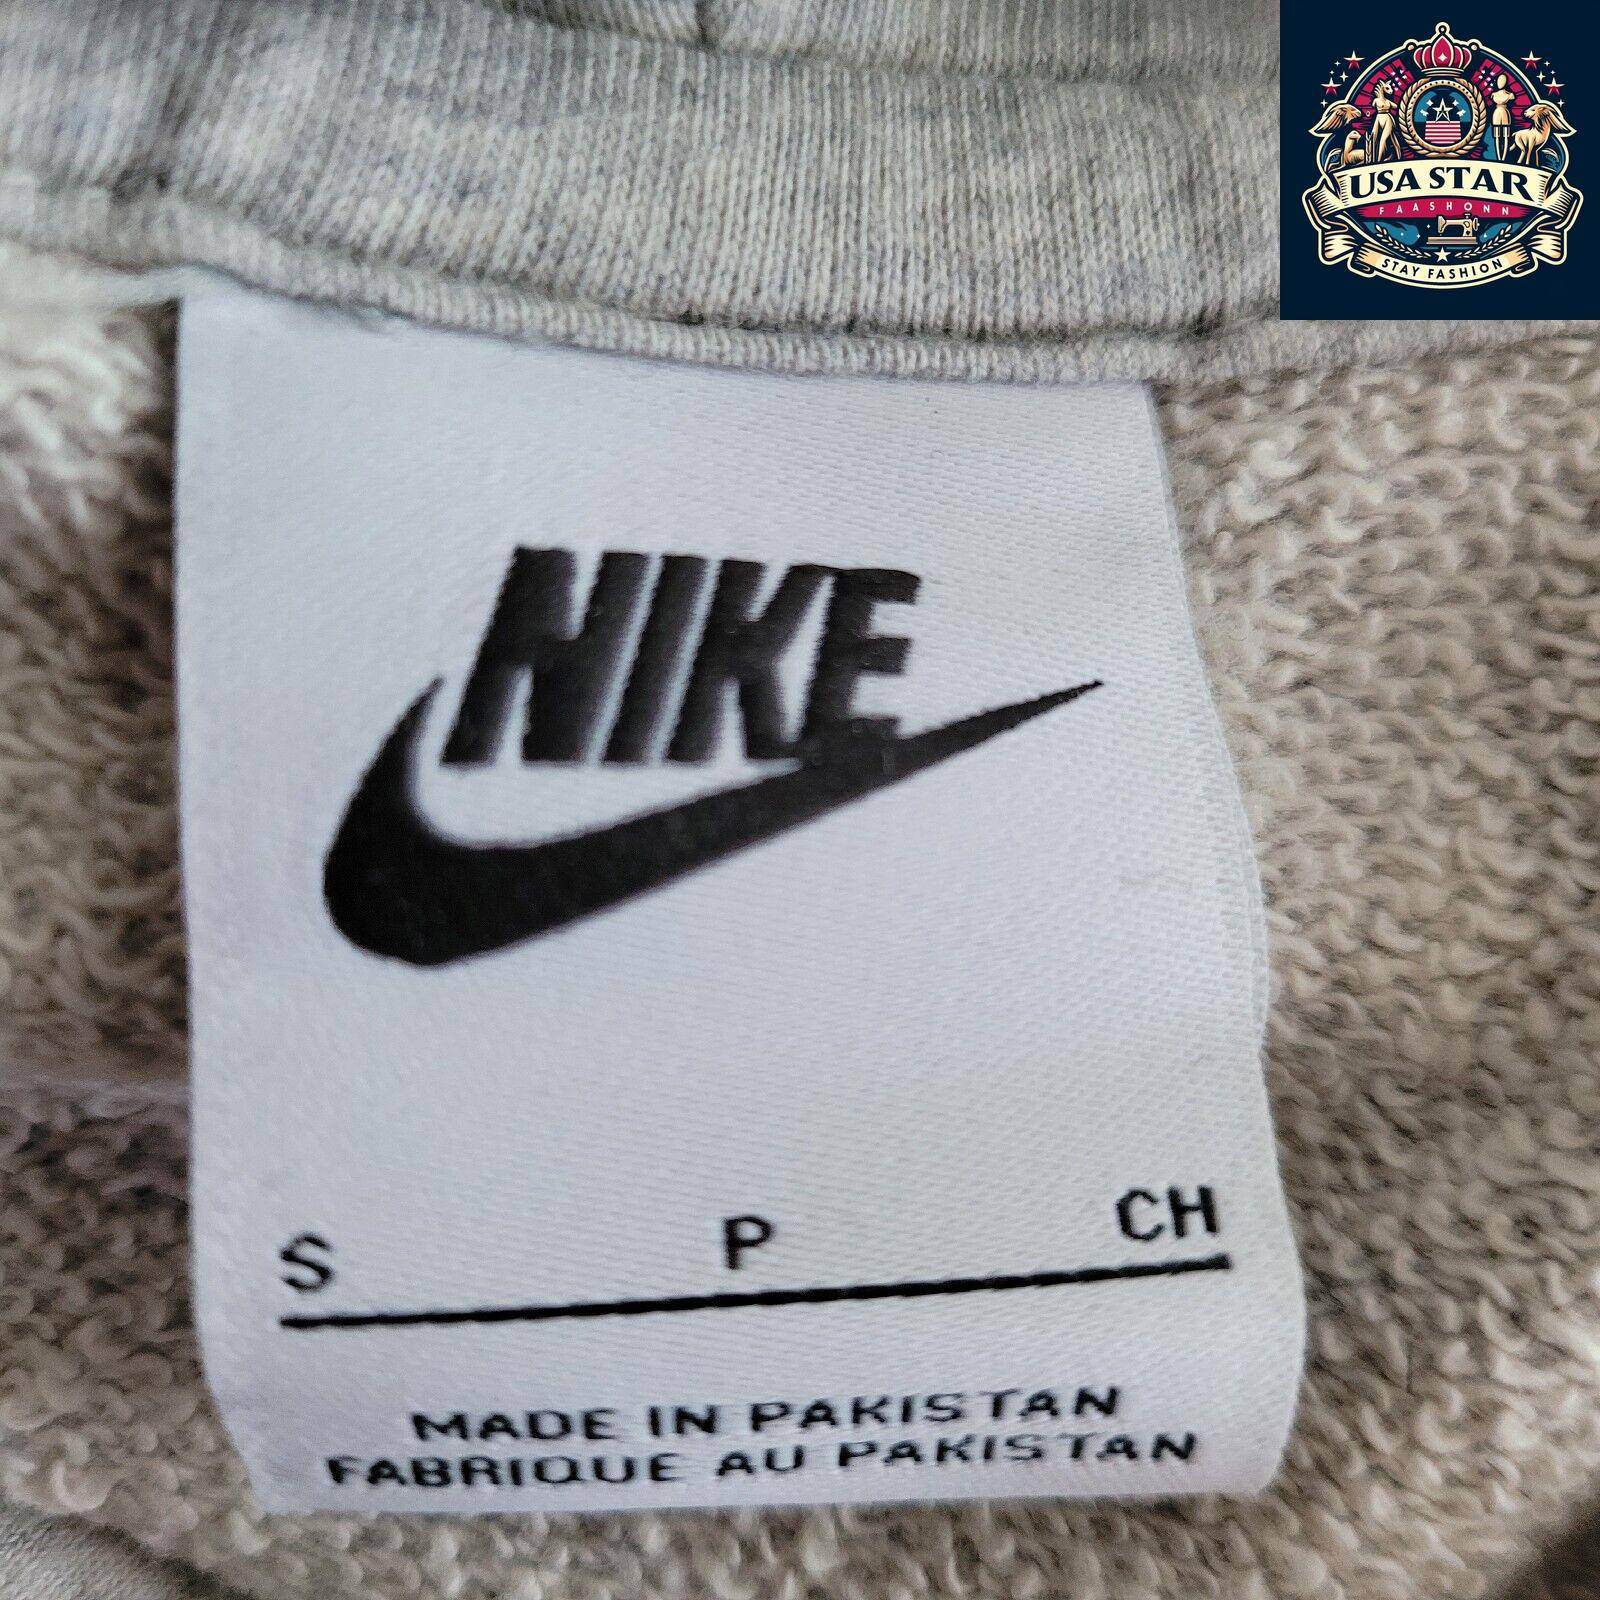 USA STAR
FAASHONN
STAY FASHION
NIKE
S P CH
MADE IN PAKISTAN
FABRIQUE AU PAKISTAN